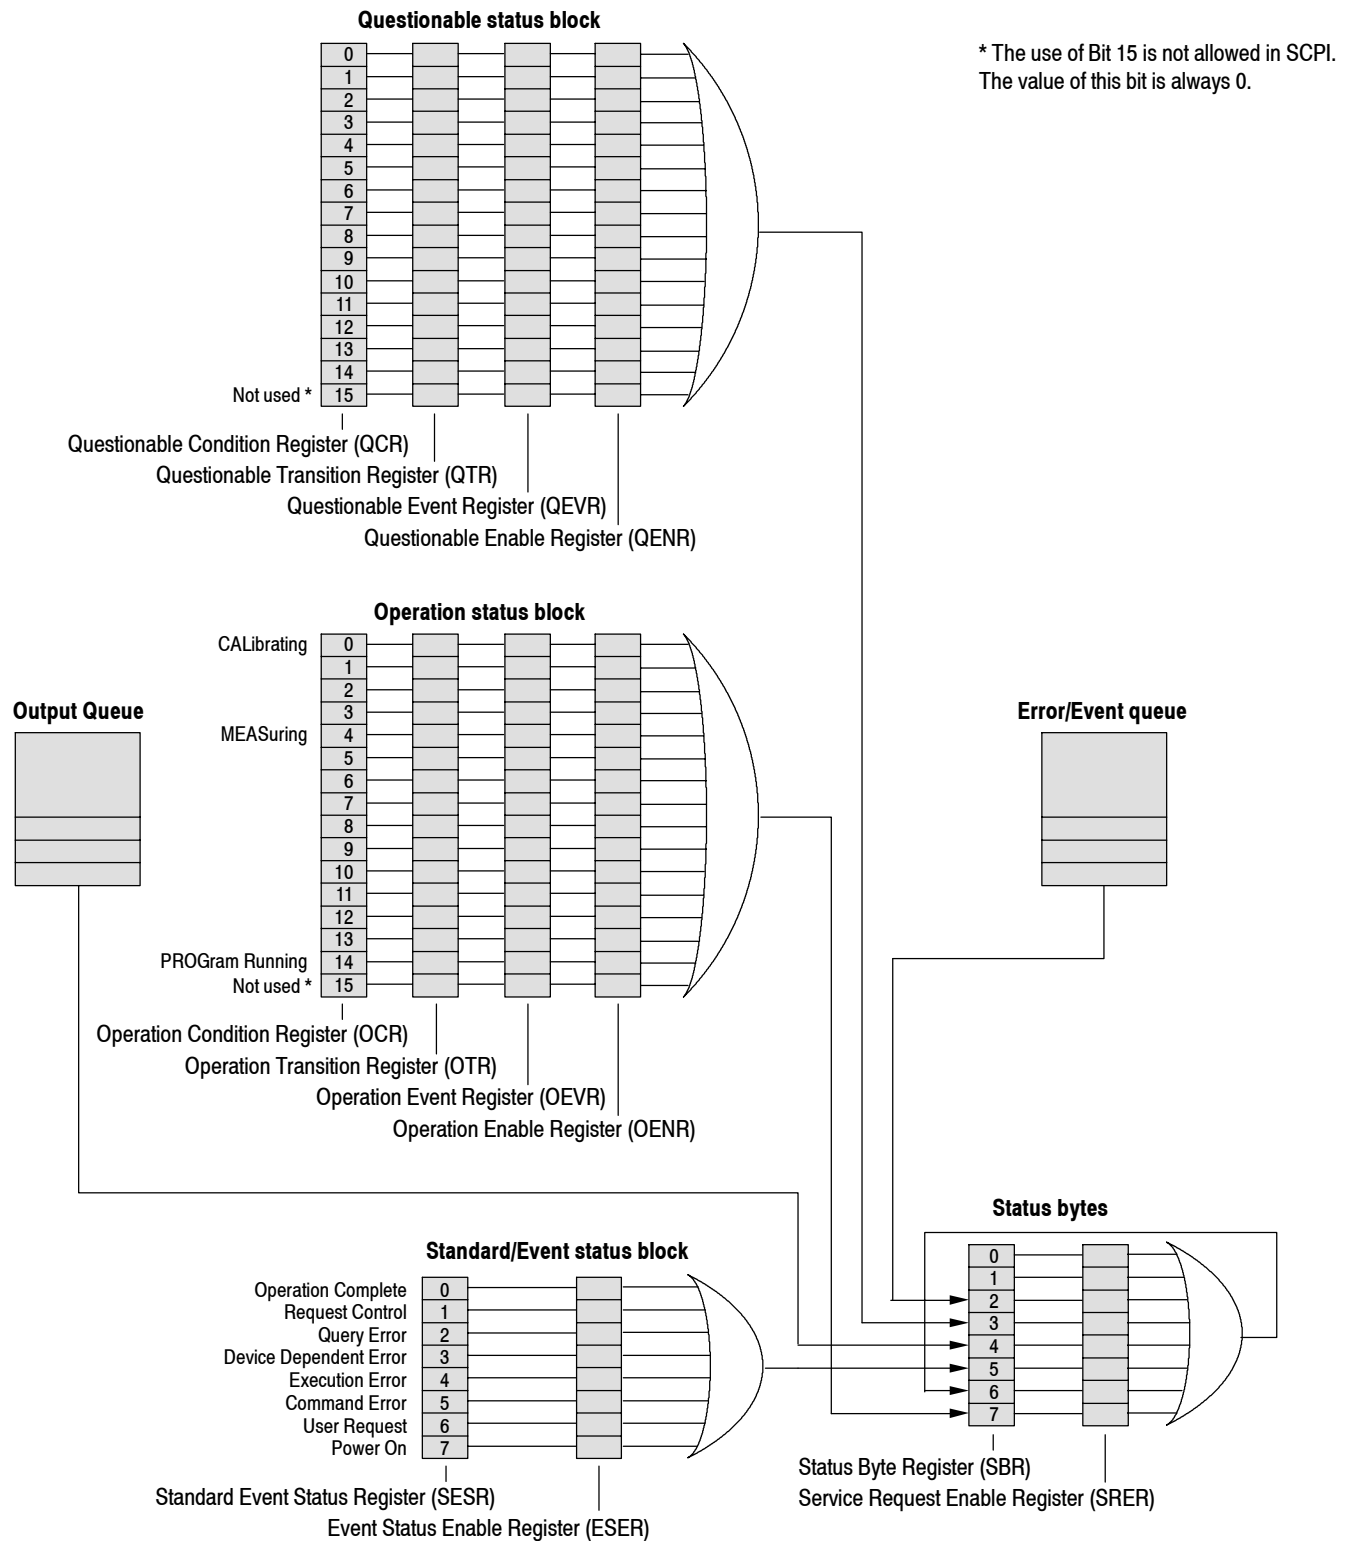 Questionable status block
* The use of Bit 15 is not allowed in SCPI.
The value of this bit is always 0.
0
1
2
3
4
5
6
7
8
9
10
11
12
13
14
Not used * 15
Questionable Condition Register (QCR)
Questionable Transition Register (QTR)
Questionable Event Register (QEVR)
Questionable Enable Register (QENR)
Operation status block
CALibrating 0
1
2
3
MEASuring 4
5
6
7
8
9
10
11
12
13
PROGram Running 14
Not used * 15
Output Queue
Error/Event queue
Operation Condition Register (OCR)
Operation Transition Register (OTR)
Operation Event Register (OEVR)
Operation Enable Register (OENR)
Standard/Event status block
Operation Complete 0
Request Control 1
Query Error 2
Device Dependent Error 3
Execution Error 4
Command Error 5
User Request 6
Power On 7
Standard Event Status Register (SESR)
Event Status Enable Register (ESER)
Status bytes
0
1
2
3
4
5
6
7
Status Byte Register (SBR)
Service Request Enable Register (SRER)